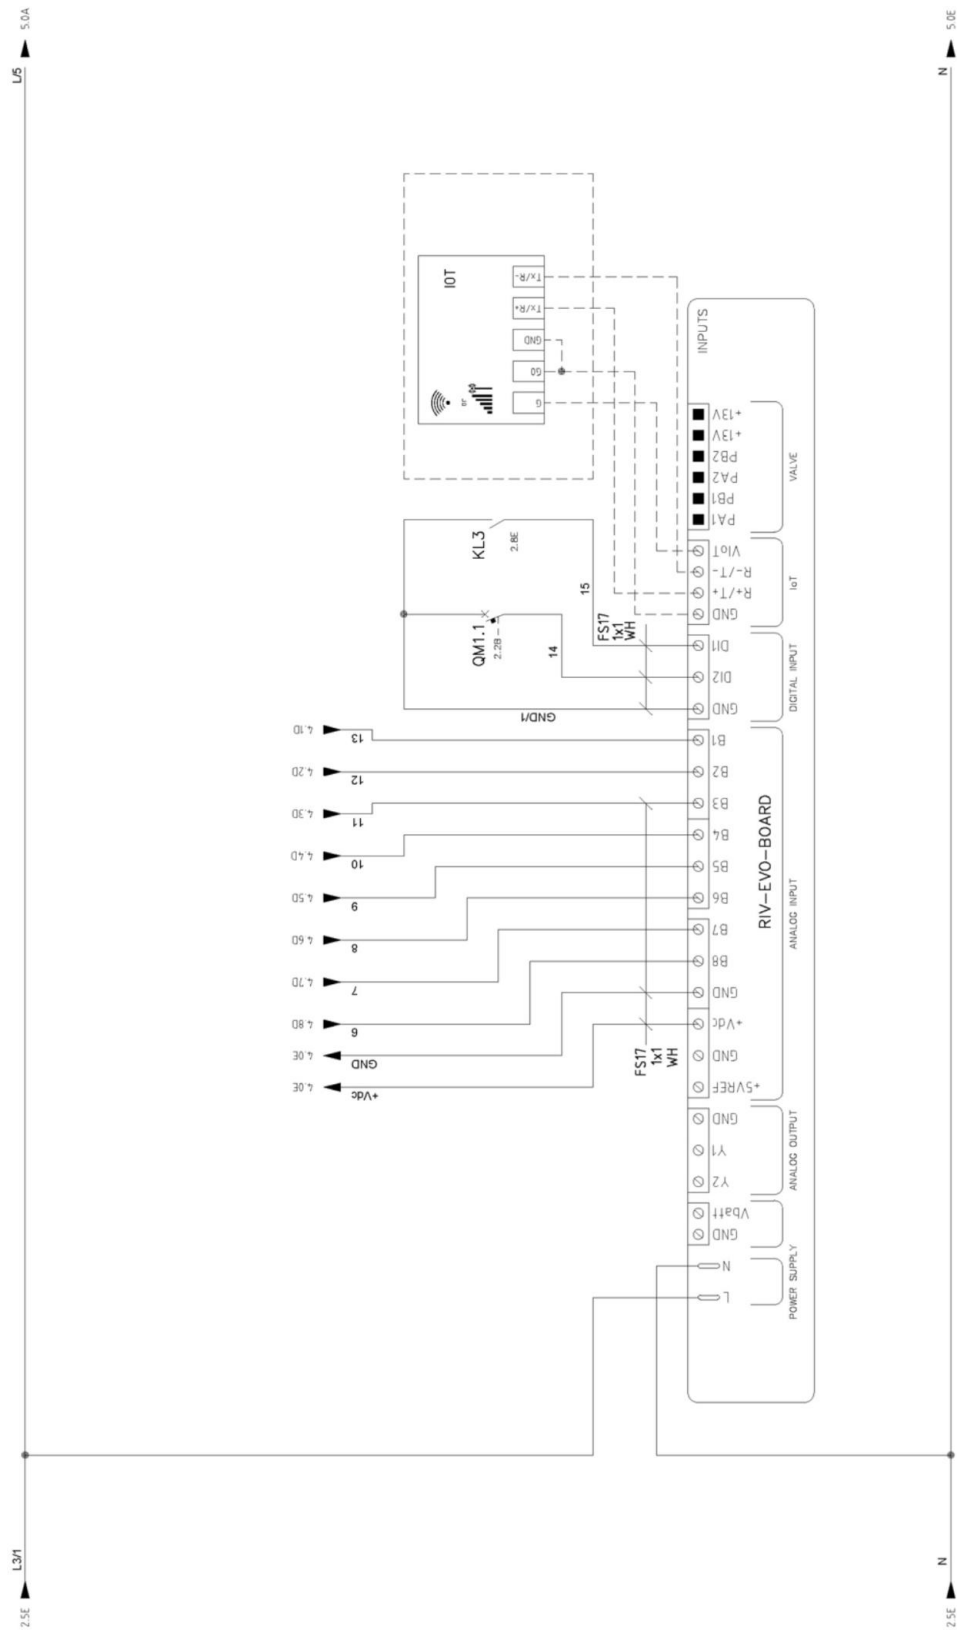 L3/1
2.5E
L/5
5.0A
4.0E
+Vdc
4.0E
GND
4.8D
6
4.7D
7
4.6D
8
4.5D
9
4.4D
10
4.3D
11
4.2D
12
4.1D
13
GND/1
QM1.1
2.2B
14
KL3
2.8E
15
or
IOT
G
G0
GND
Tx/R+
Tx/R-
FS17
1x1
WH
FS17
1x1
WH
L
N
GND
Vbatt
Y2
Y1
GND
+5VREF
GND
+Vdc
GND
B8
B7
B6
B5
B4
B3
B2
B1
GND
DI2
DI1
GND
R+/T+
R-/T-
VIoT
PA1
PB1
PA2
PB2
+13V
+13V
INPUTS
RIV-EVO-BOARD
POWER SUPPLY
ANALOG OUTPUT
ANALOG INPUT
DIGITAL INPUT
IoT
VALVE
N
2.5E
N
5.0E